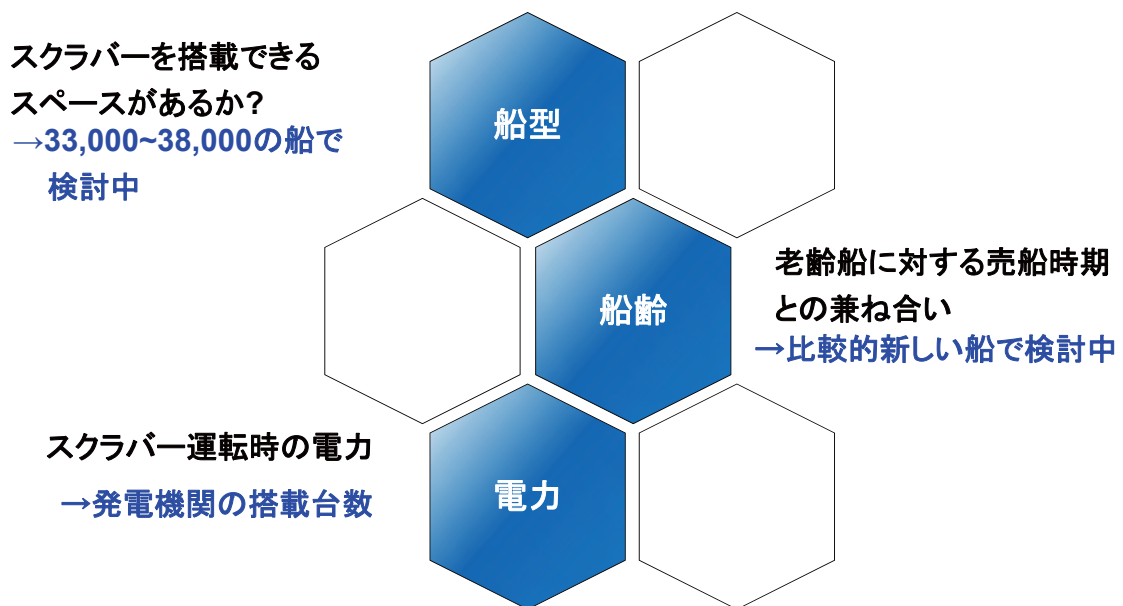 スクラバーを搭載できる
スペースがあるか?
→33,000~38,000の船で
検討中
船型
船齢
老齢船に対する売船時期
との兼ね合い
→比較的新しい船で検討中
スクラバー運転時の電力
→発電機関の搭載台数
電力